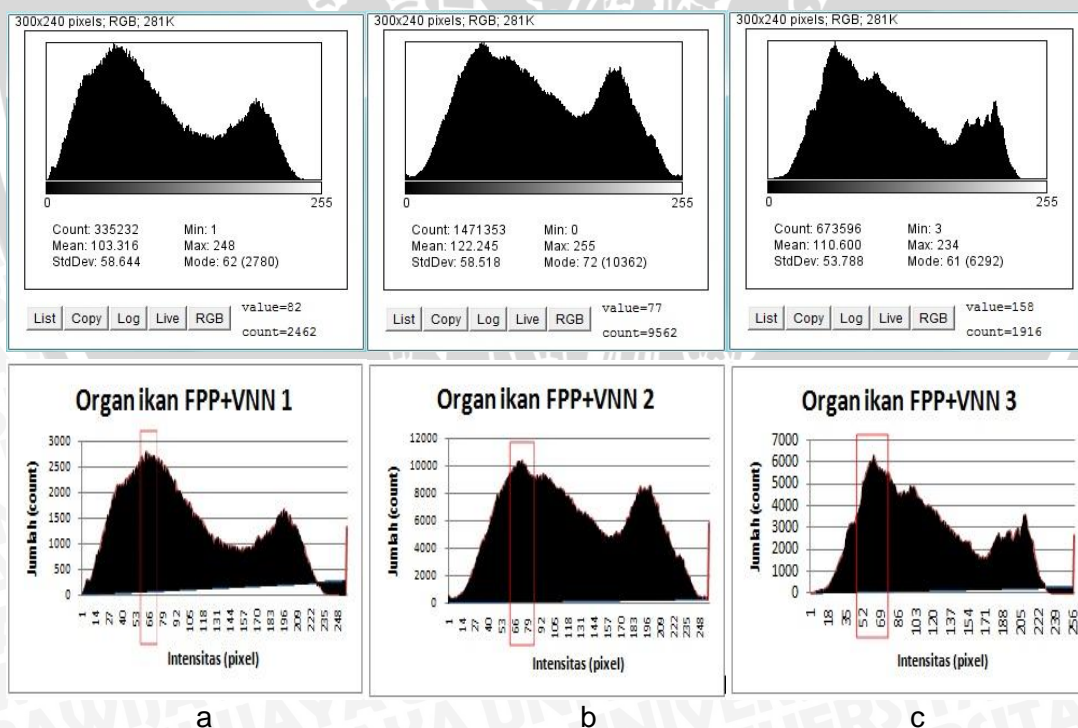 300x240 pixels; RGB; 281K
0 255
Count: 335232 Min: 1
Mean: 103.316 Max: 248
StdDev: 58.644 Mode: 62 (2780)
List Copy Log Live RGB value=82
count=2462
300x240 pixels; RGB; 281K
0 255
Count: 1471353 Min: 0
Mean: 122.245 Max: 255
StdDev: 58.518 Mode: 72 (10362)
List Copy Log Live RGB value=77
count=9562
300x240 pixels; RGB; 281K
0 255
Count: 673596 Min: 3
Mean: 110.600 Max: 234
StdDev: 53.788 Mode: 61 (6292)
List Copy Log Live RGB value=158
count=1916
Organ ikan FPP+VNN 1
Jumlah (count)
3000
2500
2000
1500
1000
500
0
1 14 27 40 53 66 79 92 105 118 131 144 157 170 183 196 209 222 235 248
Intensitas (pixel)
Organ ikan FPP+VNN 2
Jumlah (count)
12000
10000
8000
6000
4000
2000
0
1 14 27 40 53 66 79 92 105 118 131 144 157 170 183 196 209 222 235 248
Intensitas (pixel)
Organ ikan FPP+VNN 3
Jumlah (count)
7000
6000
5000
4000
3000
2000
1000
0
1 18 35 52 69 86 103 120 137 154 171 188 205 222 239 256
Intensitas (pixel)
a b c